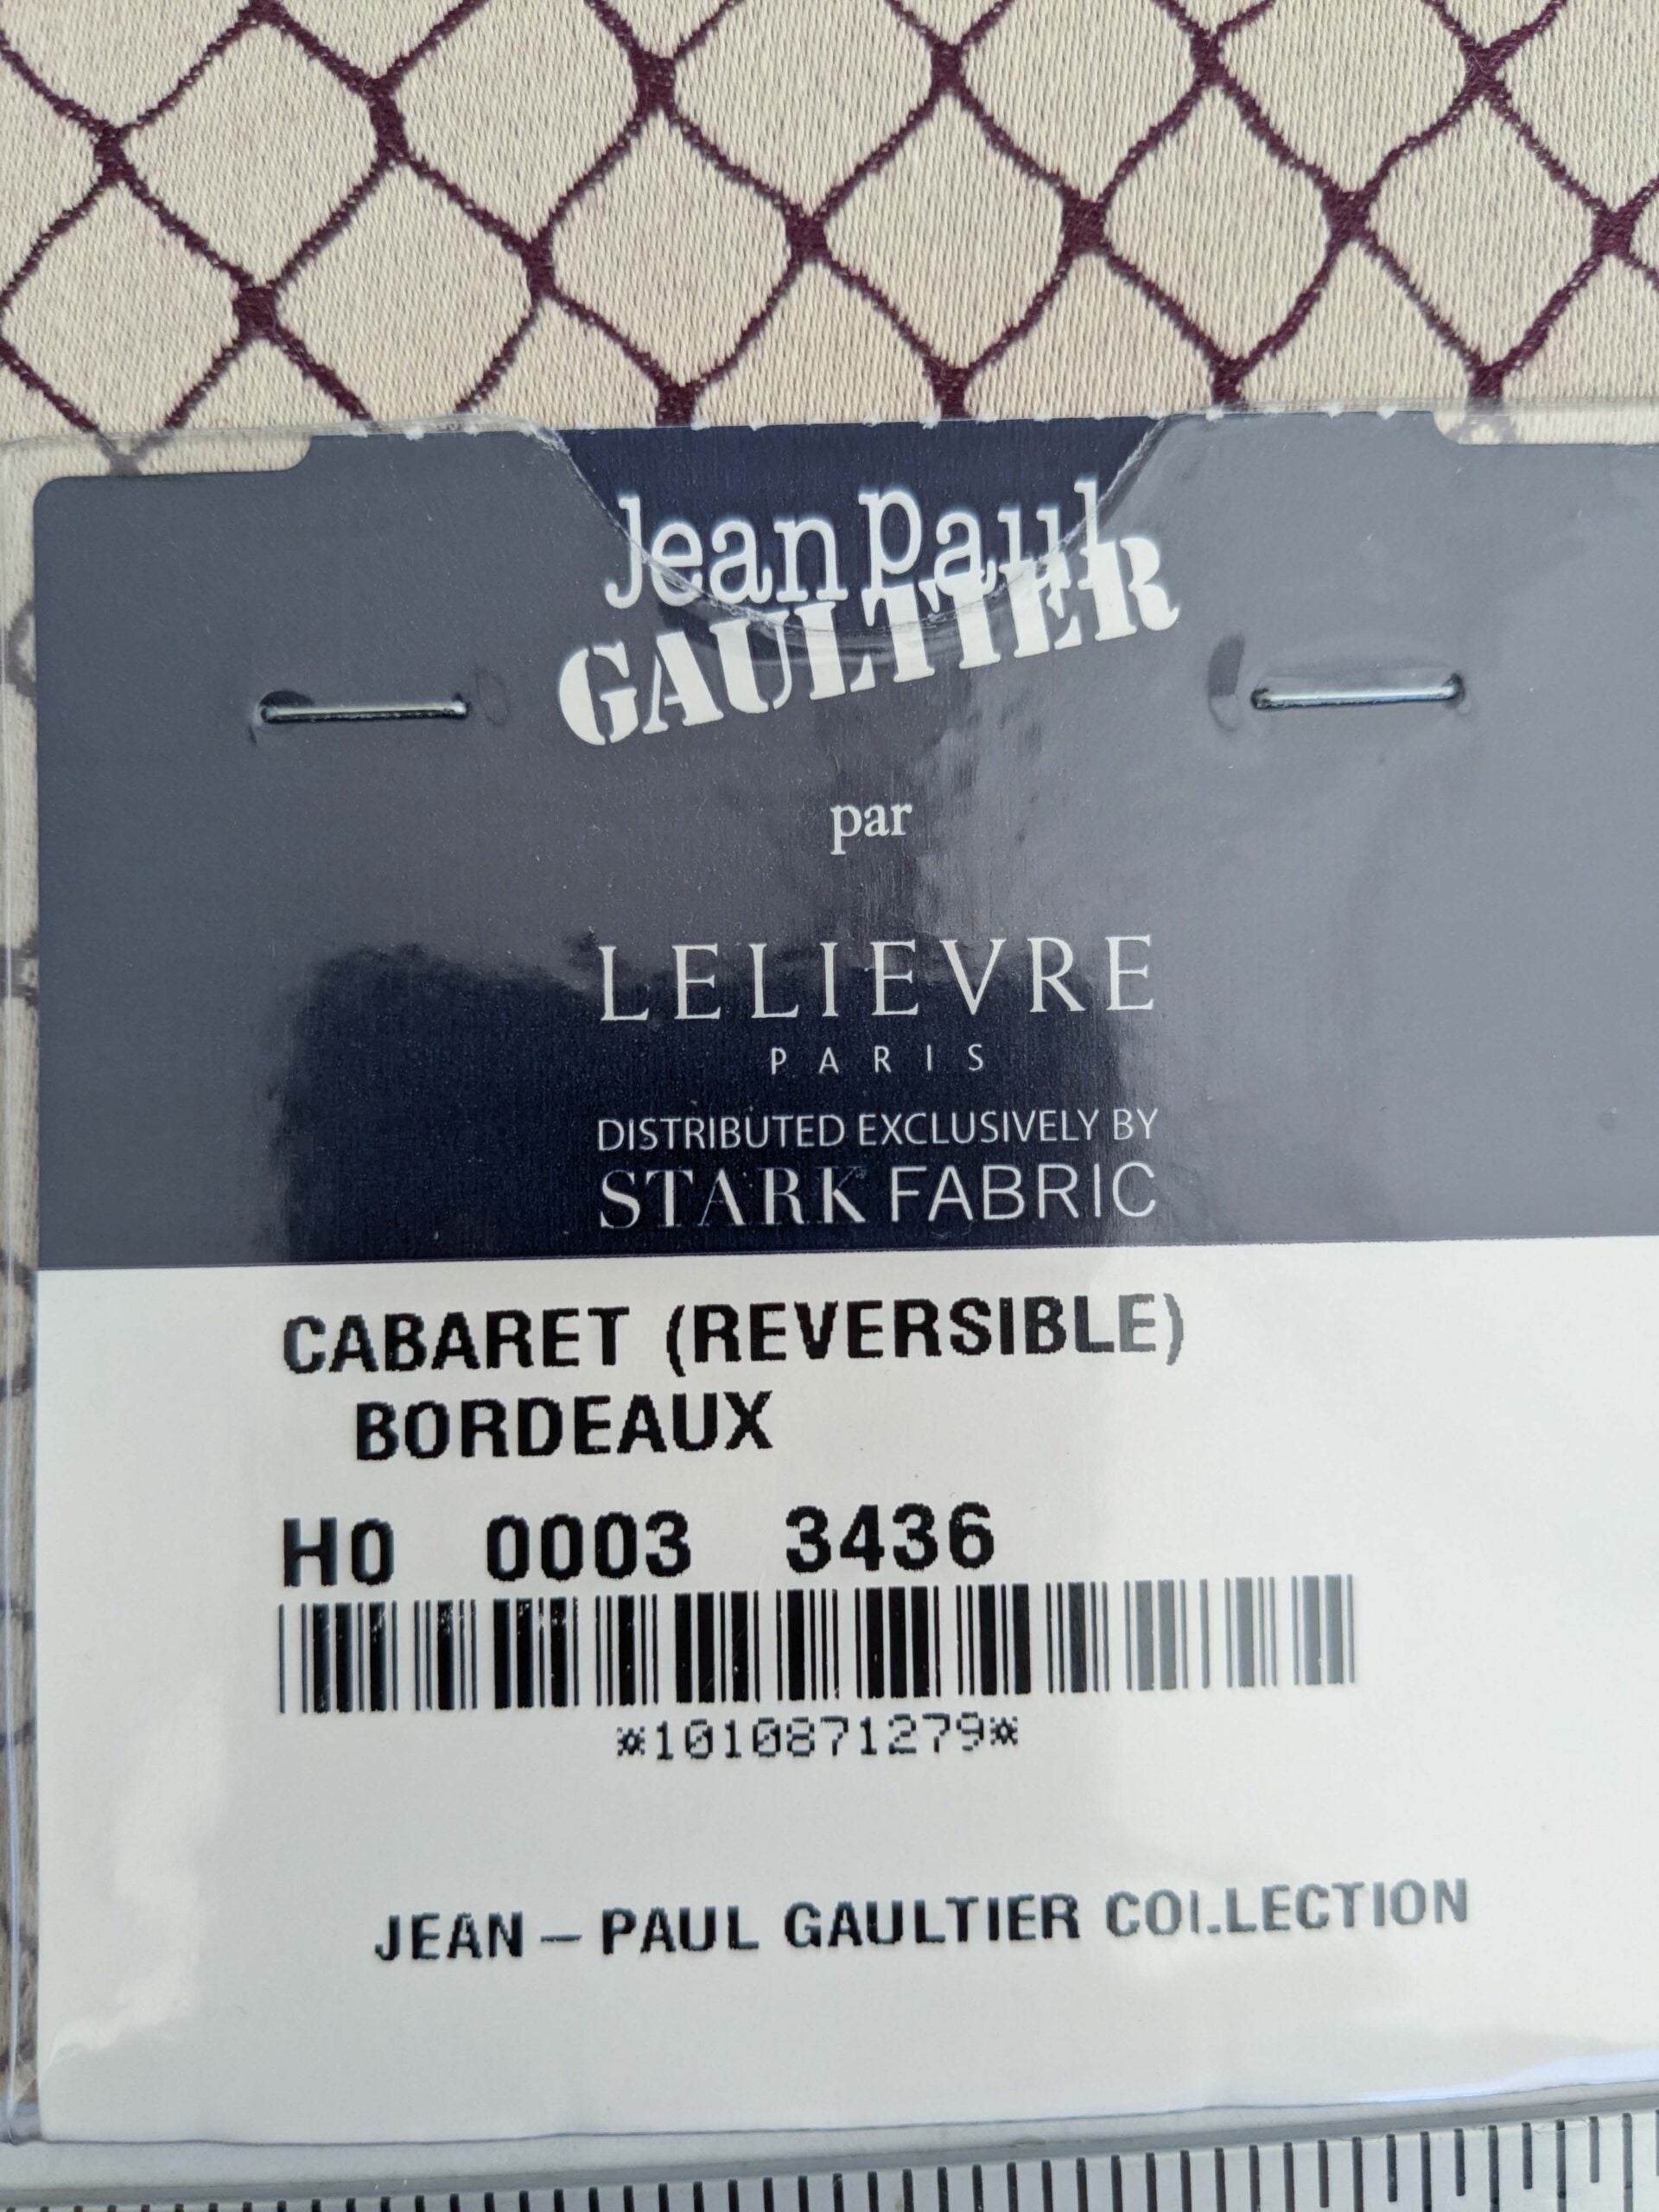 Jean Paul
GAULTIER
par
LELIEVRE
PARIS
DISTRIBUTED EXCLUSIVELY BY
STARK FABRIC
CABARET (REVERSIBLE)
BORDEAUX
H0 0003 3436
*1010871279*
JEAN - PAUL GAULTIER COLLECTION